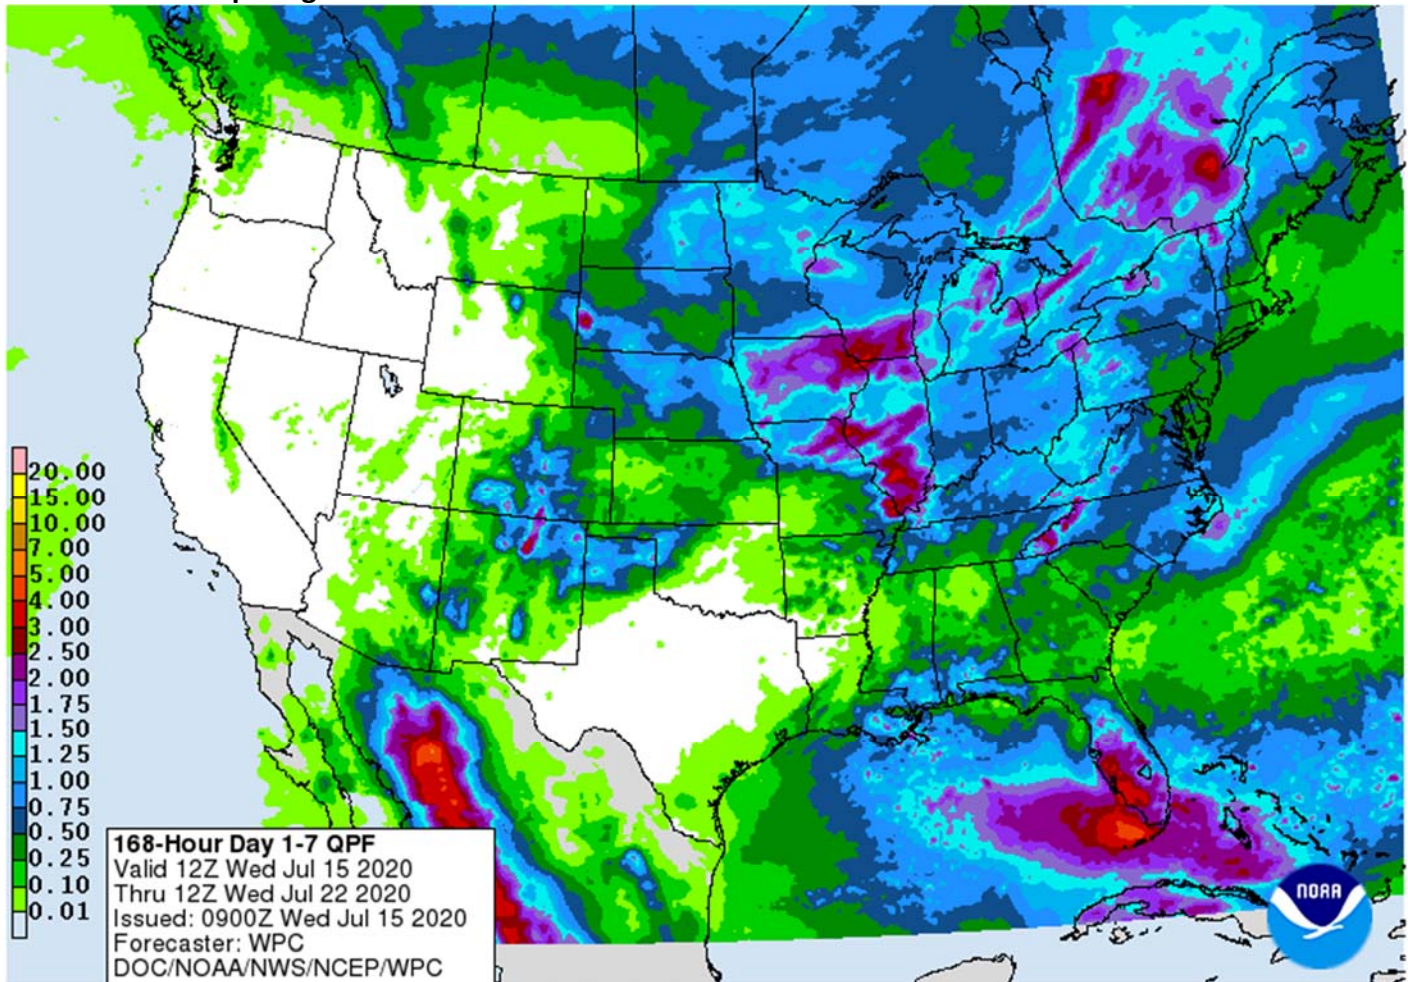 20.00
15.00
10.00
7.00
5.00
4.00
3.00
2.50
2.00
1.75
1.50
1.25
1.00
0.75
0.50
0.25
0.10
0.01
168-Hour Day 1-7 QPF
Valid 12Z Wed Jul 15 2020
Thru 12Z Wed Jul 22 2020
Issued: 0900Z Wed Jul 15 2020
Forecaster: WPC
DOC/NOAA/NWS/NCEP/WPC
NOAA